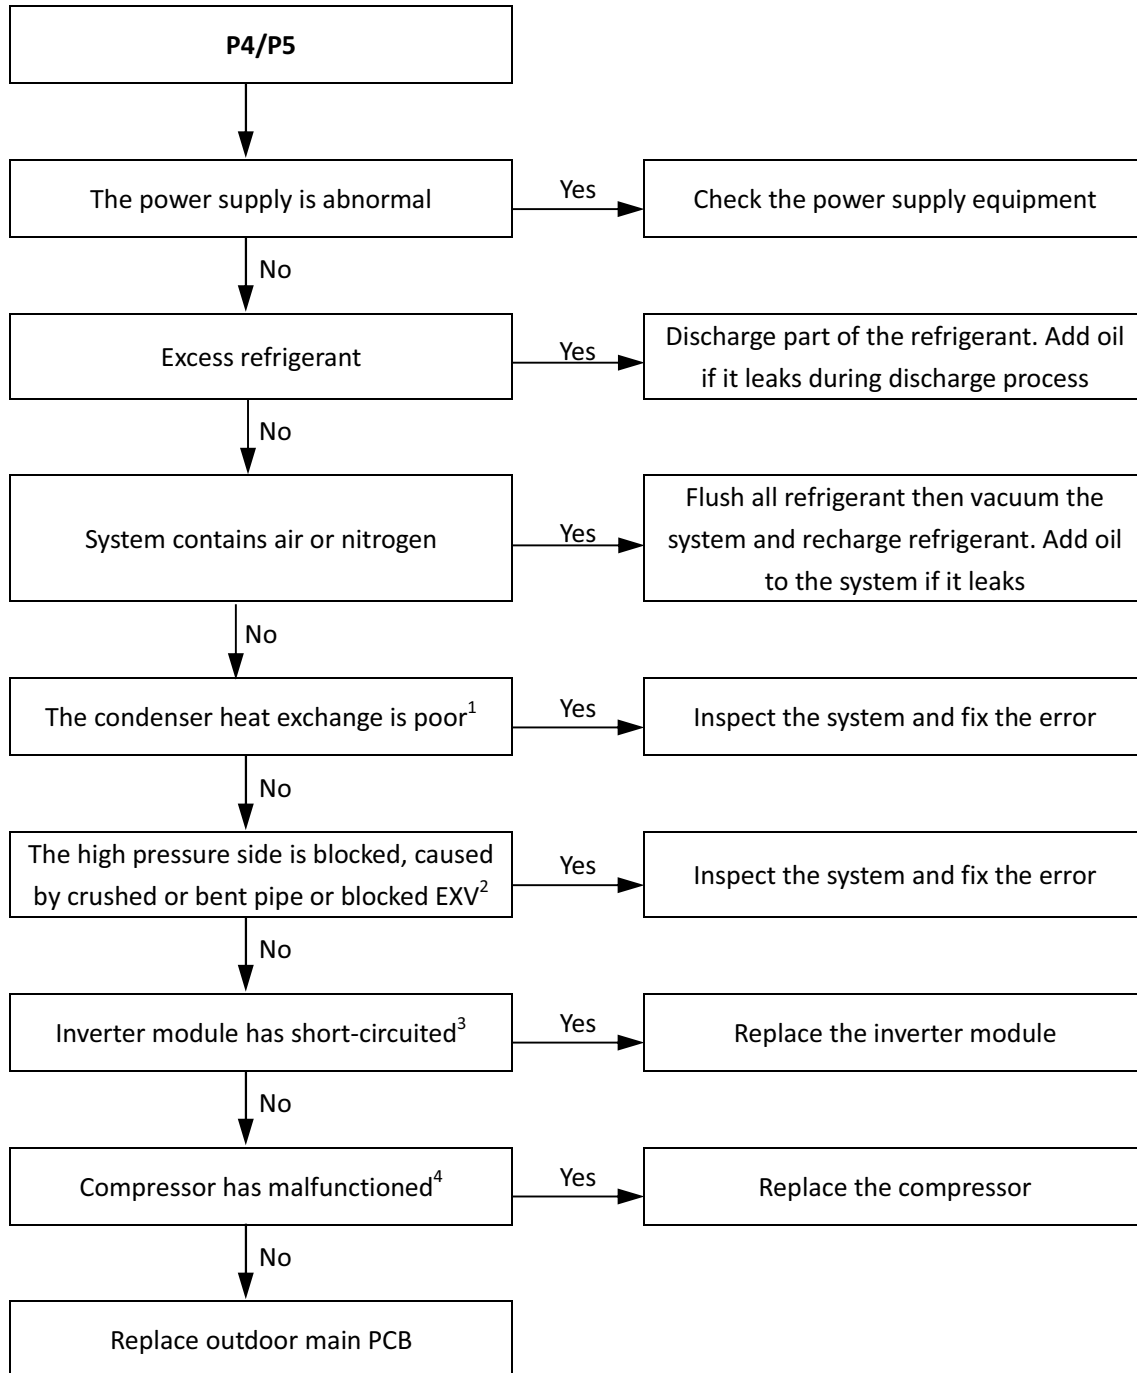 P4/P5
The power supply is abnormal
Yes
Check the power supply equipment
No
Excess refrigerant
Yes
Discharge part of the refrigerant. Add oil
if it leaks during discharge process
No
System contains air or nitrogen
Yes
Flush all refrigerant then vacuum the
system and recharge refrigerant. Add oil
to the system if it leaks
No
The condenser heat exchange is poor1
Yes
Inspect the system and fix the error
No
The high pressure side is blocked, caused
by crushed or bent pipe or blocked EXV2
Yes
Inspect the system and fix the error
No
Inverter module has short-circuited3
Yes
Replace the inverter module
No
Compressor has malfunctioned4
Yes
Replace the compressor
No
Replace outdoor main PCB